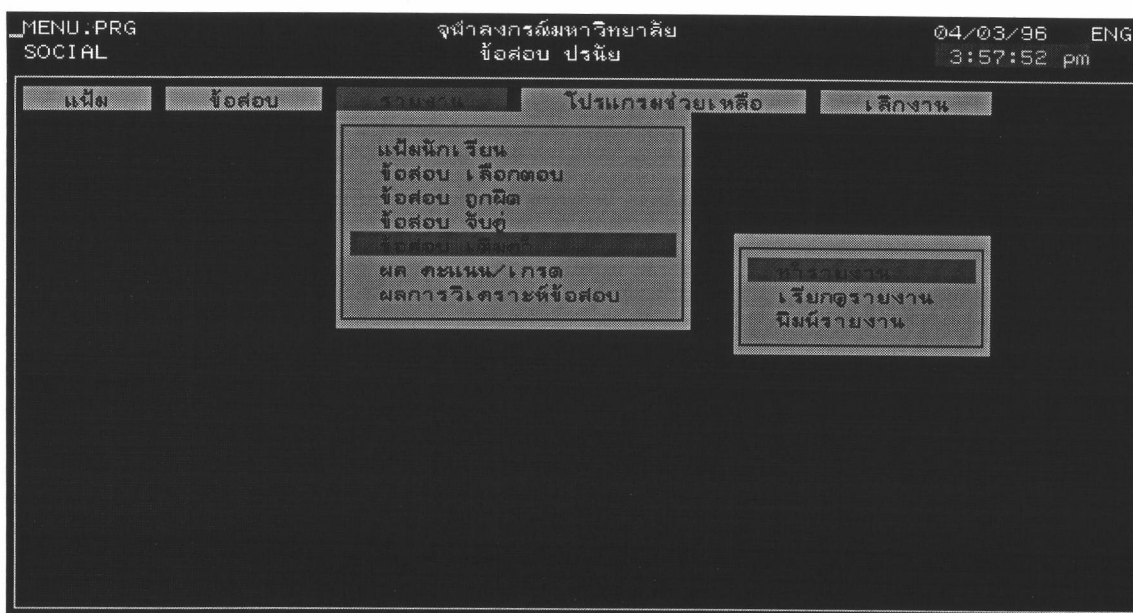 MENU.PRG จุฬาลงกรณ์มหาวิทยาลัย 04/03/96 ENG
SOCIAL ข้อสอบ ปรนัย 3:57:52 pm
แฟ้ม ข้อสอบ รายงาน โปรแกรมช่วยเหลือ เลิกงาน
แฟ้มนักเรียน
ข้อสอบ เลือกตอบ
ข้อสอบ ถูกผิด
ข้อสอบ จับคู่
ข้อสอบ เติมคำ
ผล คะแนน/เกรด
ผลการวิเคราะห์ข้อสอบ
ทำรายงาน
เรียกดูรายงาน
พิมพ์รายงาน